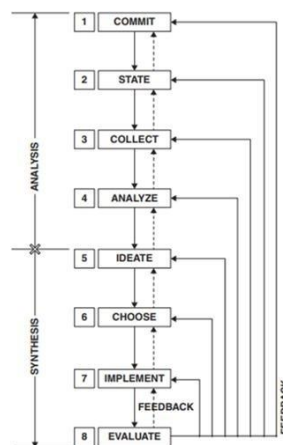 1 COMMIT
2 STATE
3 COLLECT
4 ANALYZE
5 IDEATE
6 CHOOSE
7 IMPLEMENT
FEEDBACK
8 EVALUATE
ANALYSIS
SYNTHESIS
FEEDBACK